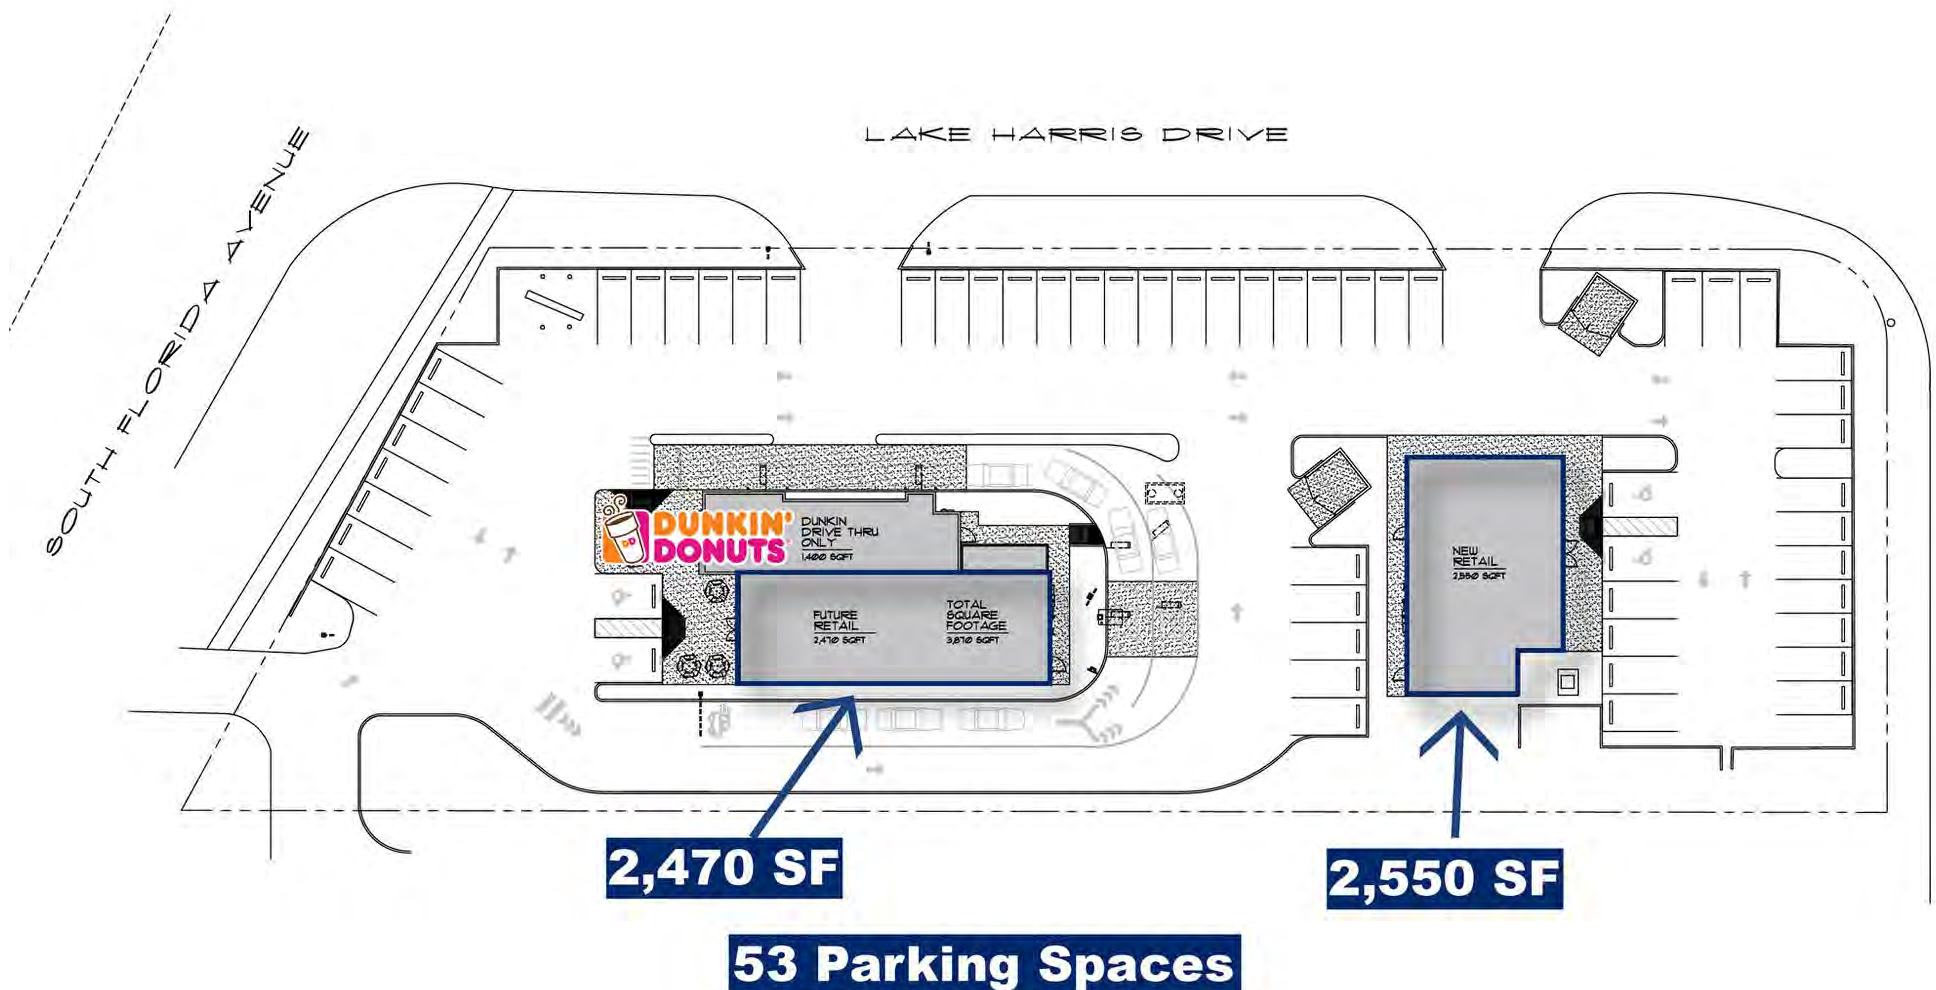 LAKE HARRIS DRIVE
SOUTH FLORIDA AVENUE
DUNKIN'
DONUTS
DD
DUNKIN
DRIVE THRU
ONLY
1,400 SQFT
FUTURE
RETAIL
2,470 SQFT
TOTAL
SQUARE
FOOTAGE
3,870 SQFT
NEW
RETAIL
2,550 SQFT
2,470 SF
2,550 SF
53 Parking Spaces